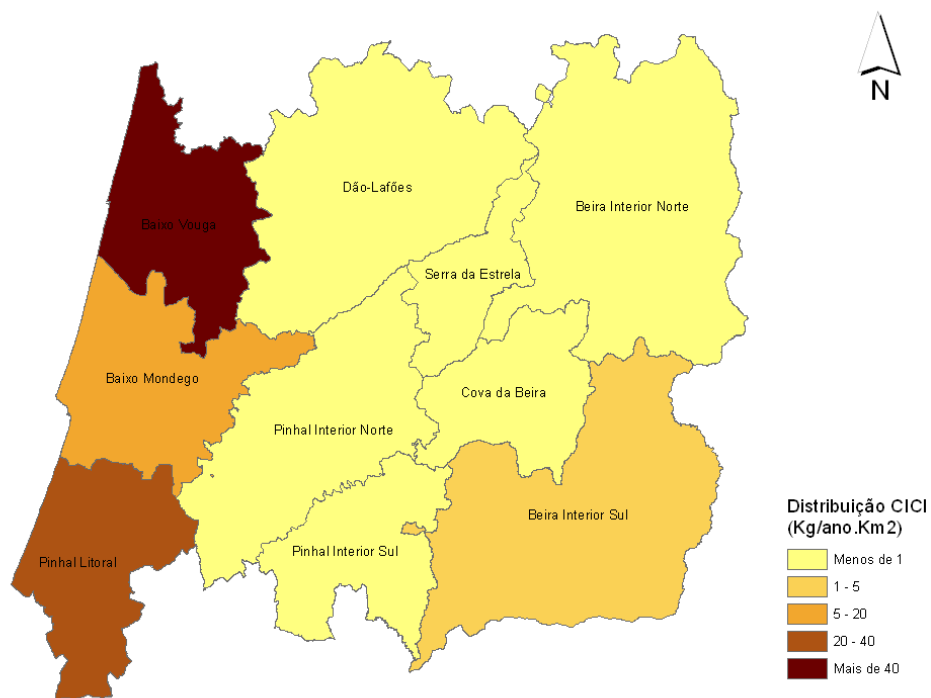 N
Dão-Lafões
Beira Interior Norte
Baixo Vouga
Serra da Estrela
Baixo Mondego
Cova da Beira
Pinhal Interior Norte
Beira Interior Sul
Pinhal Interior Sul
Pinhal Litoral
Distribuição CICI
(Kg/ano.Km2)
Menos de 1
1 - 5
5 - 20
20 - 40
Mais de 40